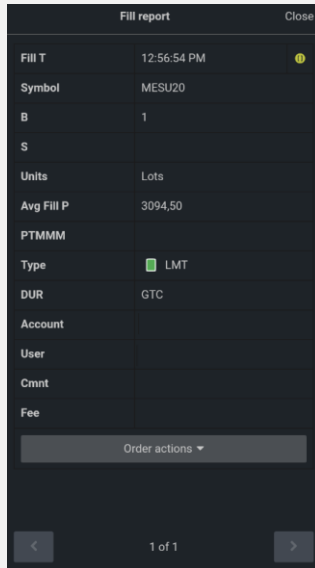 Fill report Close
Fill T 12:56:54 PM
Symbol MESU20
B 1
S
Units Lots
Avg Fill P 3094,50
PTMMM
Type LMT
DUR GTC
Account
User
Cmnt
Fee
Order actions
1 of 1